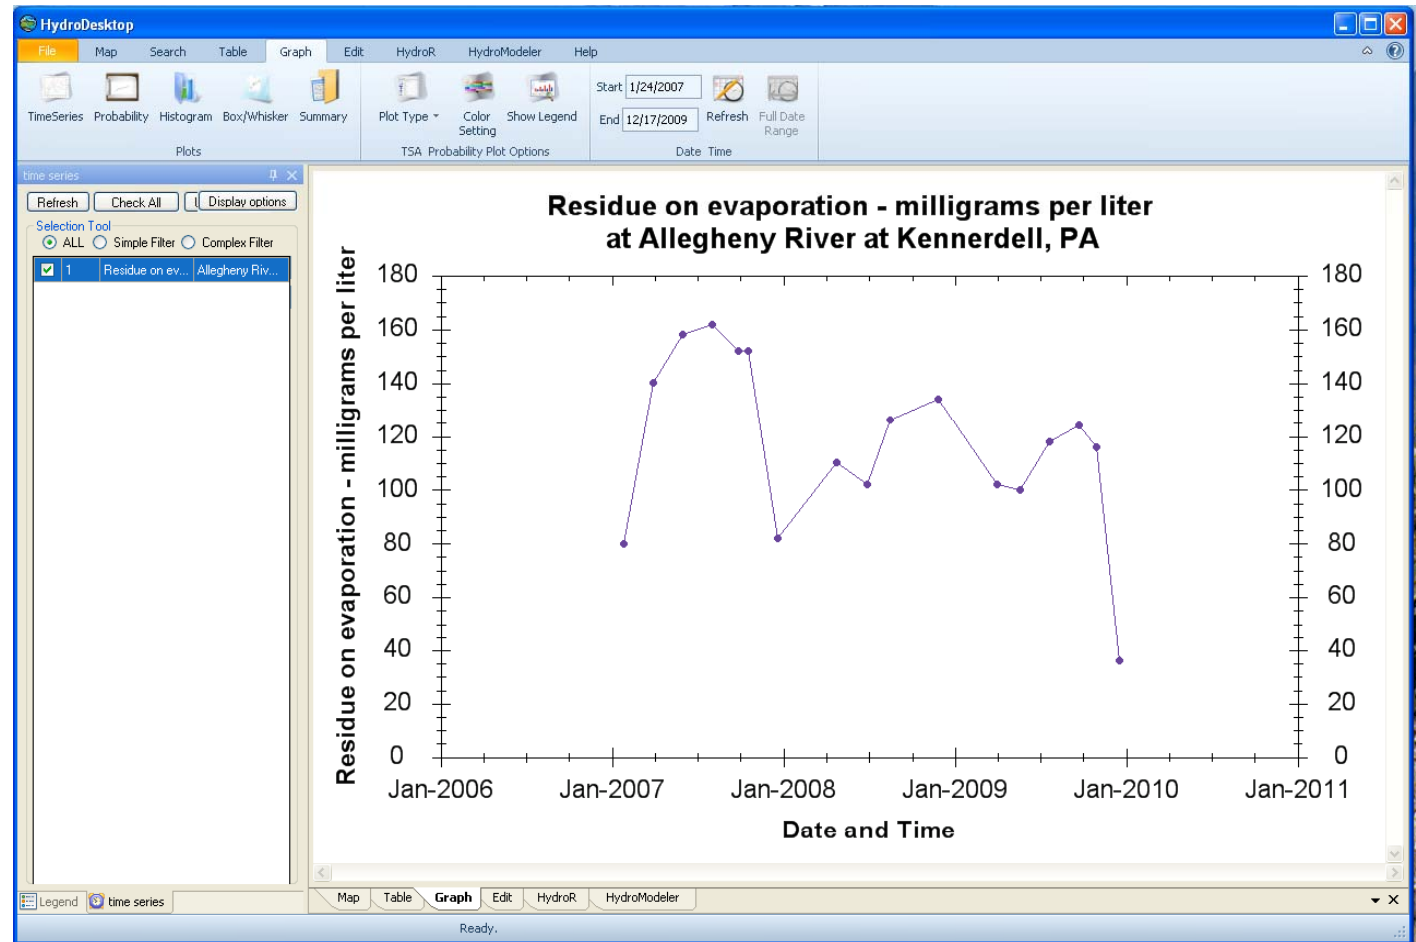 HydroDesktop
File Map Search Table Graph Edit HydroR HydroModeler Help
TimeSeries Probability Histogram Box/Whisker Summary
Plots
Plot Type Color Setting Show Legend
TSA Probability Plot Options
Start 1/24/2007
End 12/17/2009
Refresh Full Date Range
Date Time
time series
Refresh Check All Display options
Selection Tool
ALL Simple Filter Complex Filter
1 Residue on ev... Allegheny Riv...
Legend time series
Residue on evaporation - milligrams per liter
at Allegheny River at Kennerdell, PA
Residue on evaporation - milligrams per liter
180 180
160 160
140 140
120 120
100 100
80 80
60 60
40 40
20 20
0 0
Jan-2006 Jan-2007 Jan-2008 Jan-2009 Jan-2010 Jan-2011
Date and Time
Map Table Graph Edit HydroR HydroModeler
Ready.